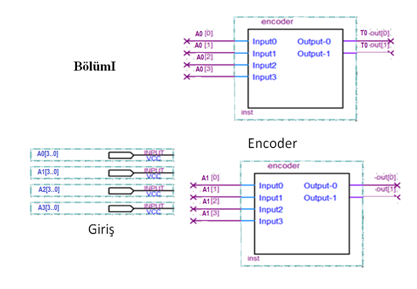 encoder
A0 [0]
A0 [1]
A0[2]
A0 [3]
Input0
Input1
Input2
Input3
Output-0
Output-1
T0 -out[0]
T0 -out[1]
inst
BölümI
Encoder
A0[3..0] INPUT VCC
A1[3..0] INPUT VCC
A2[3..0] INPUT VCC
A3[3..0] INPUT VCC
Giriş
encoder
A1 [0]
A1 [1]
A1 [2]
A1 [3]
Input0
Input1
Input2
Input3
Output-0
Output-1
-out[0]
-out[1]
inst